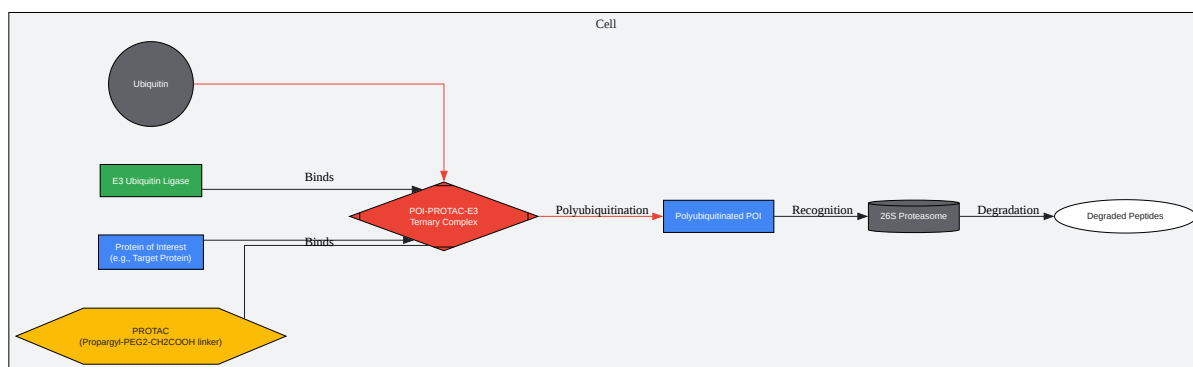 Cell
Ubiquitin
E3 Ubiquitin Ligase
Binds
POI-PROTAC-E3
Ternary Complex
Polyubiquitination
Polyubiquitinated POI
Recognition
26S Proteasome
Degradation
Degraded Peptides
Protein of Interest
(e.g., Target Protein)
Binds
PROTAC
(Propargyl-PEG2-CH2COOH linker)